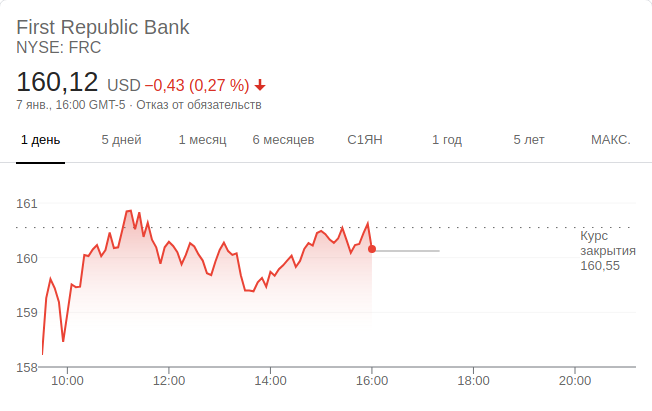 First Republic Bank
NYSE: FRC
160,12 USD −0,43 (0,27 %)
7 янв., 16:00 GMT-5 · Отказ от обязательств
1 день 5 дней 1 месяц 6 месяцев С1ЯН 1 год 5 лет МАКС.
161
160
159
158
Курс
закрытия
160,55
10:00 12:00 14:00 16:00 18:00 20:00